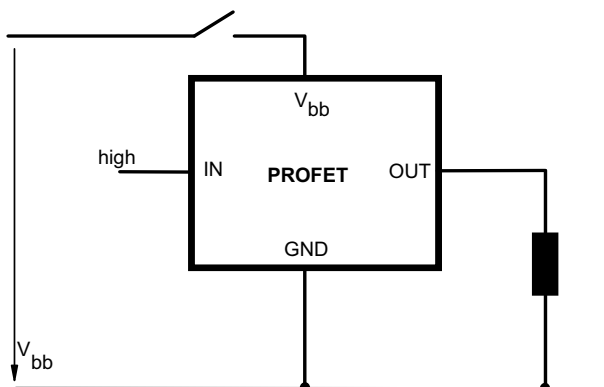 Vbb
high
IN
PROFET
OUT
GND
Vbb